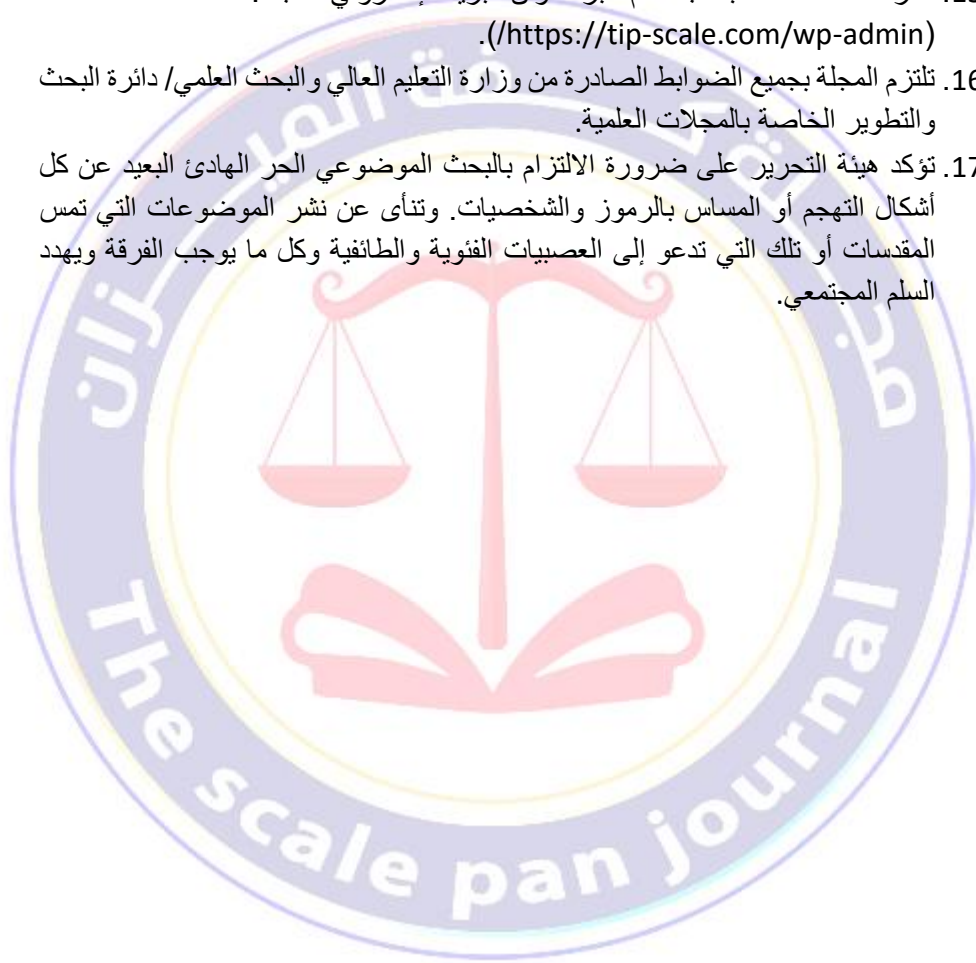 (https://tip-scale.com/wp-admin/).
16. تلتزم المجلة بجميع الضوابط الصادرة من وزارة التعليم العالي والبحث العلمي/ دائرة البحث
والتطوير الخاصة بالمجلات العلمية.
17. تؤكد هيئة التحرير على ضرورة الالتزام بالبحث الموضوعي الحر الهادئ البعيد عن كل
أشكال التهجم أو المساس بالرموز والشخصيات. وتنأى عن نشر الموضوعات التي تمس
المقدسات أو تلك التي تدعو إلى العصبيات الفئوية والطائفية وكل ما يوجب الفرقة ويهدد
السلم المجتمعي.
The scale pan journal